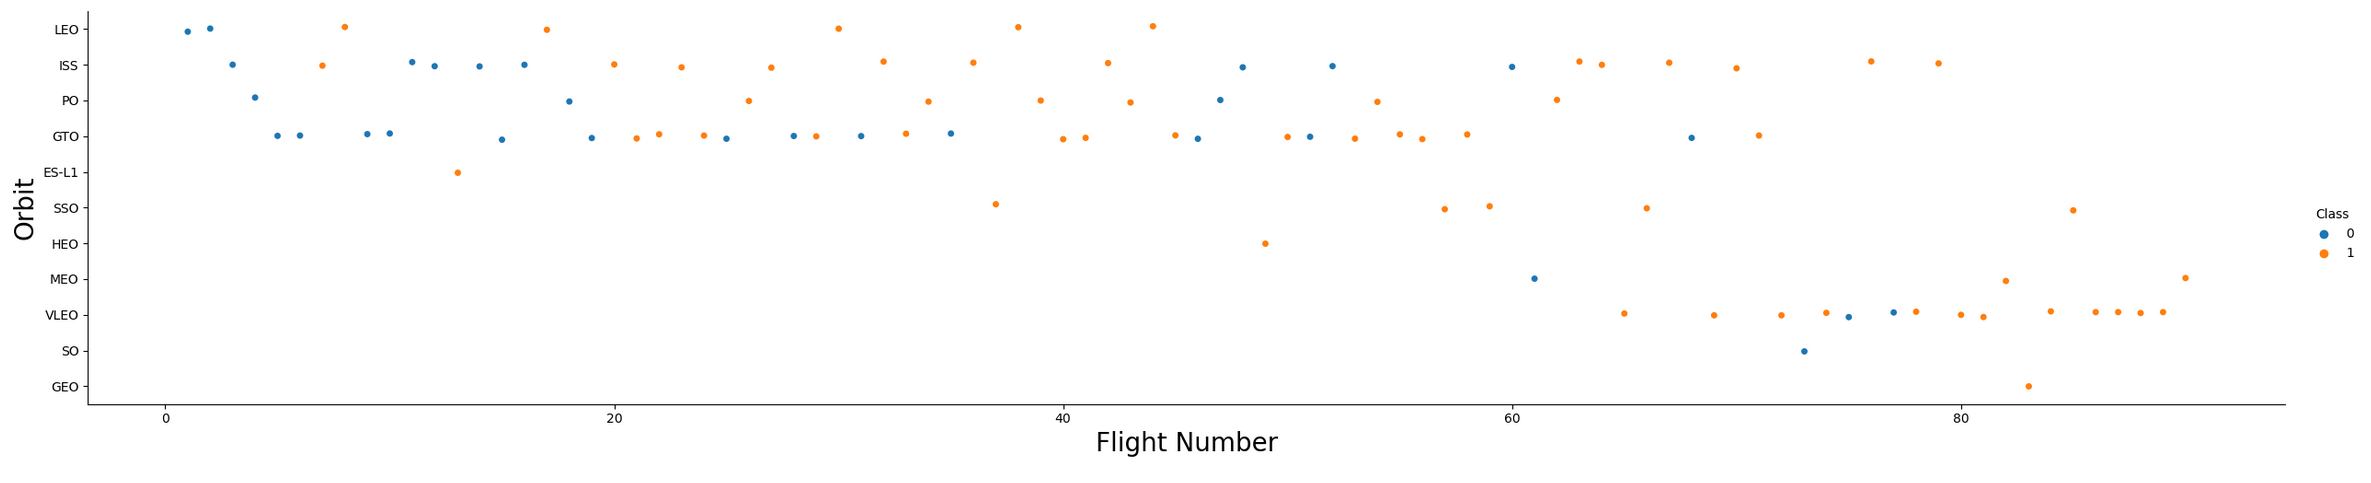 LEO
ISS
PO
GTO
ES-L1
SSO
HEO
MEO
VLEO
SO
GEO
Orbit
0 20 40 60 80
Flight Number
Class
0
1